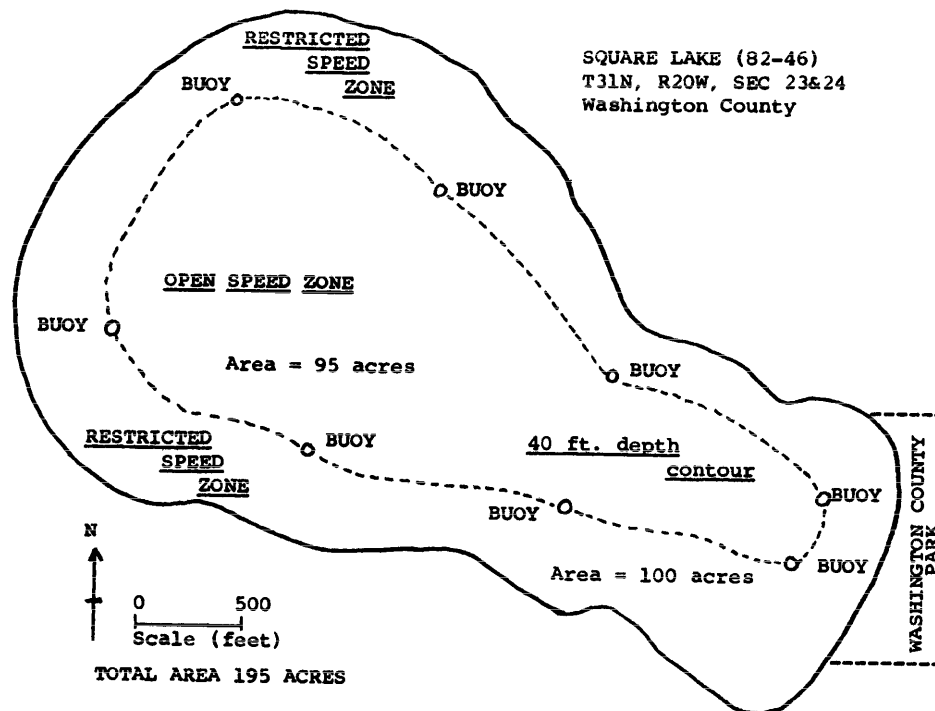 RESTRICTED
SPEED
ZONE
SQUARE LAKE (82-46)
T31N, R20W, SEC 23&24
Washington County
BUOY
BUOY
OPEN SPEED ZONE
BUOY
Area = 95 acres
BUOY
RESTRICTED
SPEED
ZONE
BUOY
40 ft. depth
contour
BUOY
BUOY
BUOY
Area = 100 acres
WASHINGTON COUNTY
PARK
N
0 500
Scale (feet)
TOTAL AREA 195 ACRES